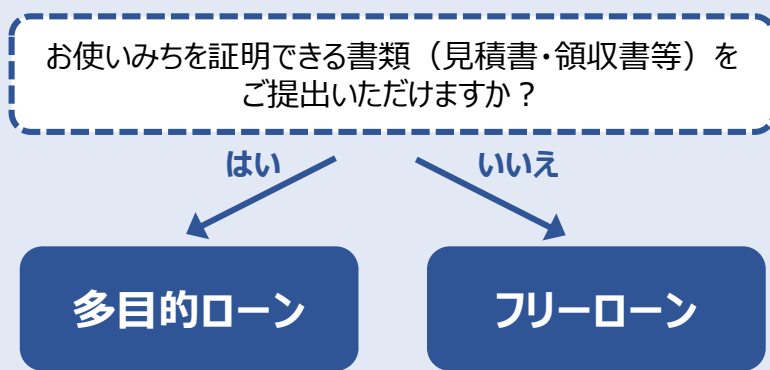 お使いみちを証明できる書類（見積書・領収書等）を
ご提出いただけますか？
はい
いいえ
多目的ローン
フリーローン